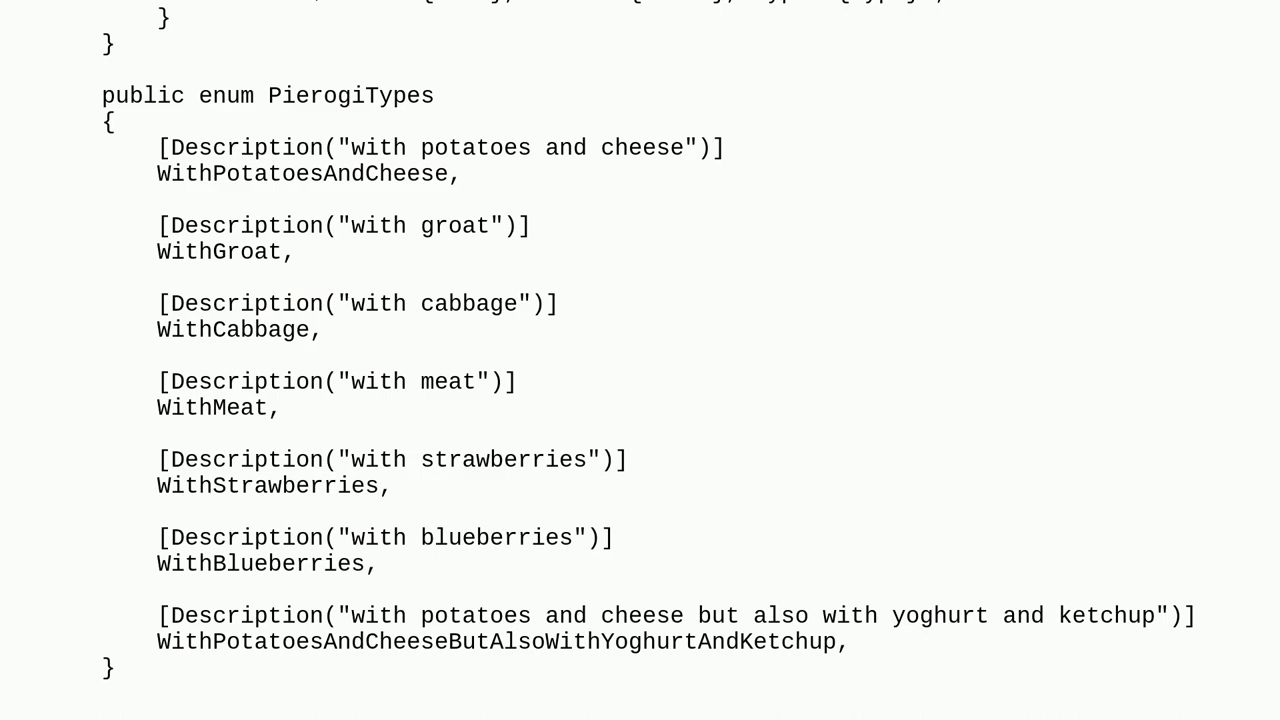 }
}
public enum PierogiTypes
{
[Description("with potatoes and cheese")]
WithPotatoesAndCheese,
[Description("with groat")]
WithGroat,
[Description("with cabbage")]
WithCabbage,
[Description("with meat")]
WithMeat,
[Description("with strawberries")]
WithStrawberries,
[Description("with blueberries")]
WithBlueberries,
[Description("with potatoes and cheese but also with yoghurt and ketchup")]
WithPotatoesAndCheeseButAlsoWithYoghurtAndKetchup,
}